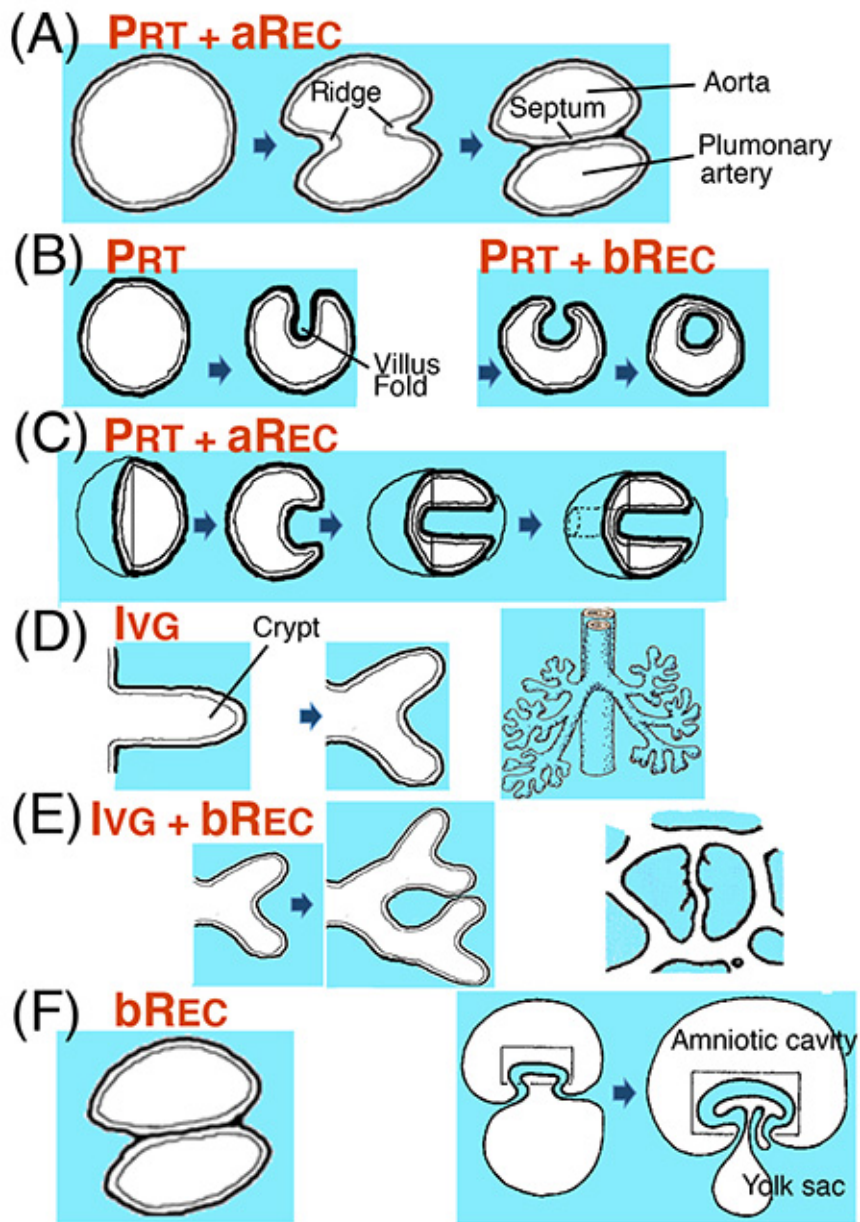 (A) PRT + aREC
Ridge
Septum
Aorta
Plumonary
artery
(B) PRT
PRT + bREC
Villus
Fold
(C) PRT + aREC
(D) IVG
Crypt
(E) IVG + bREC
(F) bREC
Amniotic cavity
Yolk sac